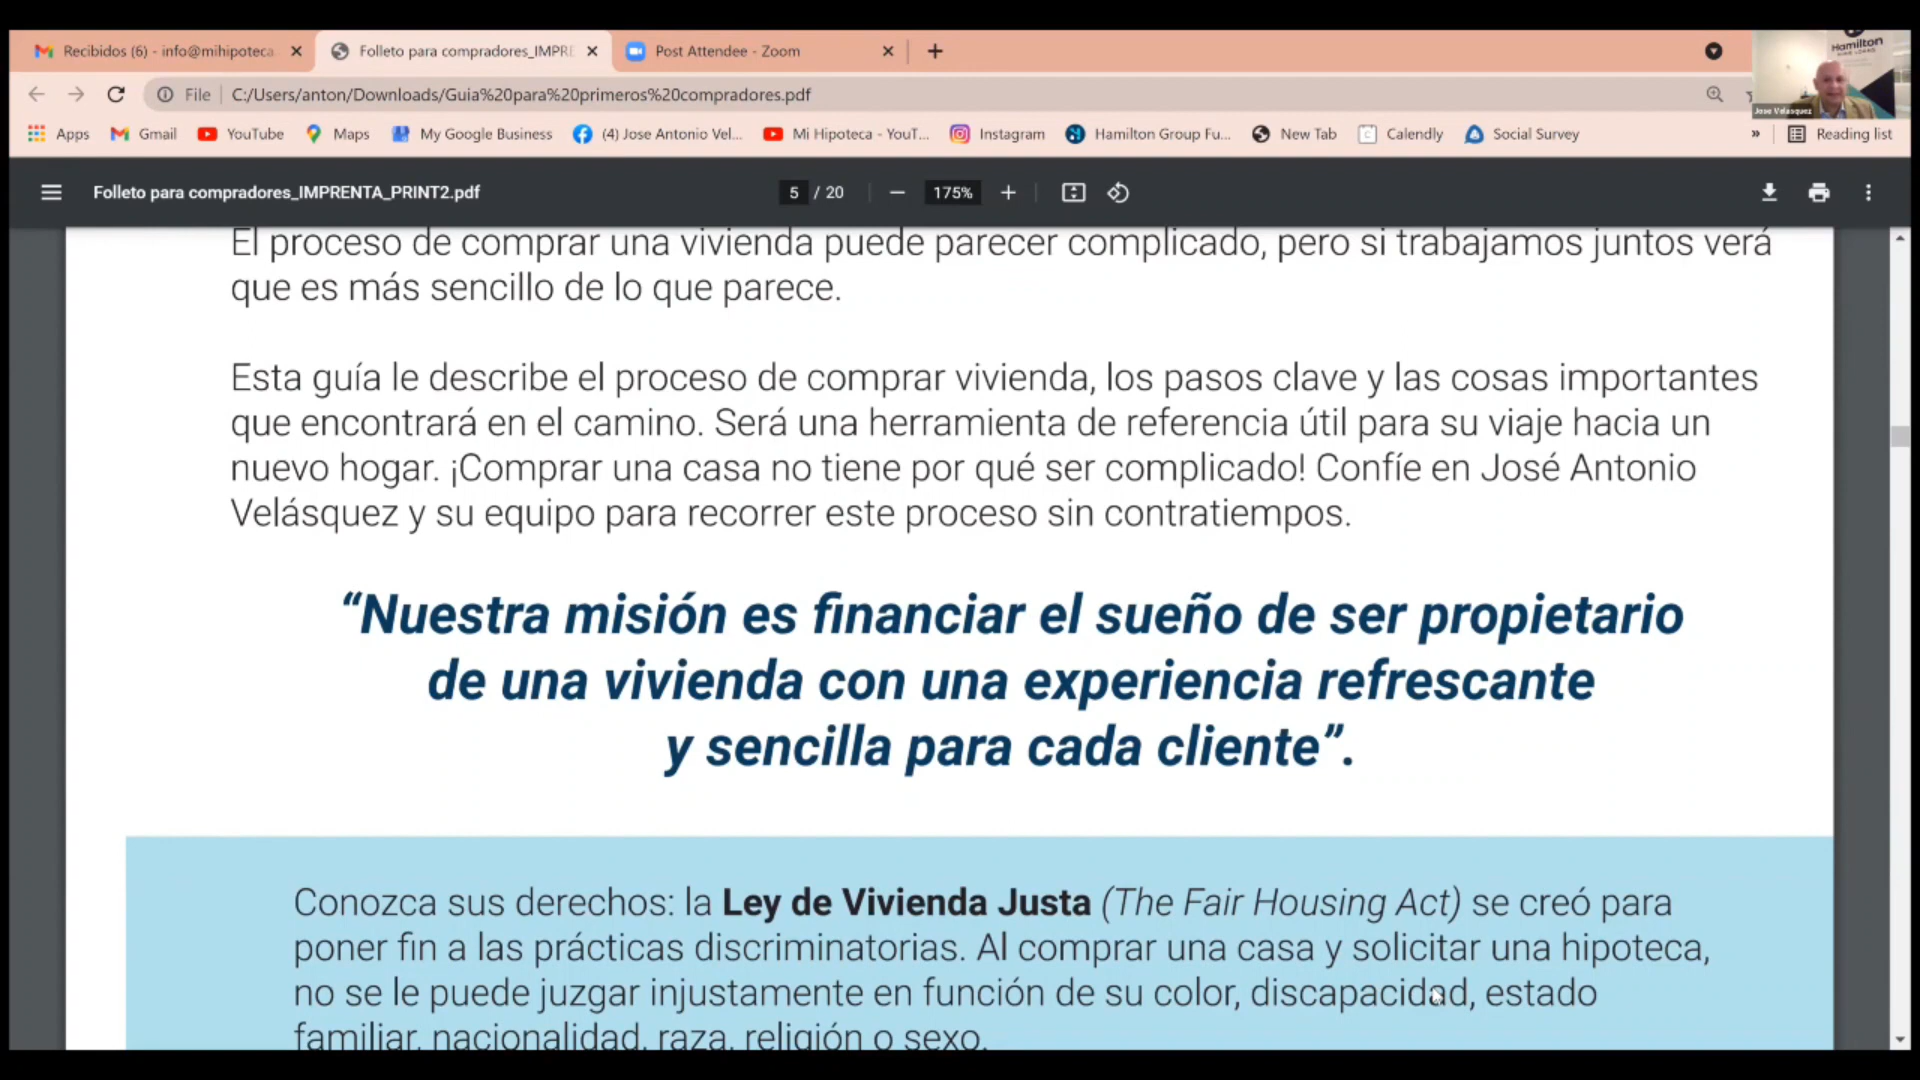 Recibidos (6) - info@mihipoteca
Folleto para compradores_IMPRE
Post Attendee - Zoom
File
C:/Users/anton/Downloads/Guia%20para%20primeros%20compradores.pdf
Hamilton
Jose Velasquez
Apps
Gmail
YouTube
Maps
My Google Business
(4) Jose Antonio Vel...
Mi Hipoteca - YouT...
Instagram
Hamilton Group Fu...
New Tab
Calendly
Social Survey
»
Reading list
Folleto para compradores_IMPRENTA_PRINT2.pdf
5 / 20
175%
El proceso de comprar una vivienda puede parecer complicado, pero si trabajamos juntos verá
que es más sencillo de lo que parece.
Esta guía le describe el proceso de comprar vivienda, los pasos clave y las cosas importantes
que encontrará en el camino. Será una herramienta de referencia útil para su viaje hacia un
nuevo hogar. ¡Comprar una casa no tiene por qué ser complicado! Confíe en José Antonio
Velásquez y su equipo para recorrer este proceso sin contratiempos.
“Nuestra misión es financiar el sueño de ser propietario
de una vivienda con una experiencia refrescante
y sencilla para cada cliente”.
Conozca sus derechos: la Ley de Vivienda Justa (The Fair Housing Act) se creó para
poner fin a las prácticas discriminatorias. Al comprar una casa y solicitar una hipoteca,
no se le puede juzgar injustamente en función de su color, discapacidad, estado
familiar, nacionalidad, raza, religión o sexo.